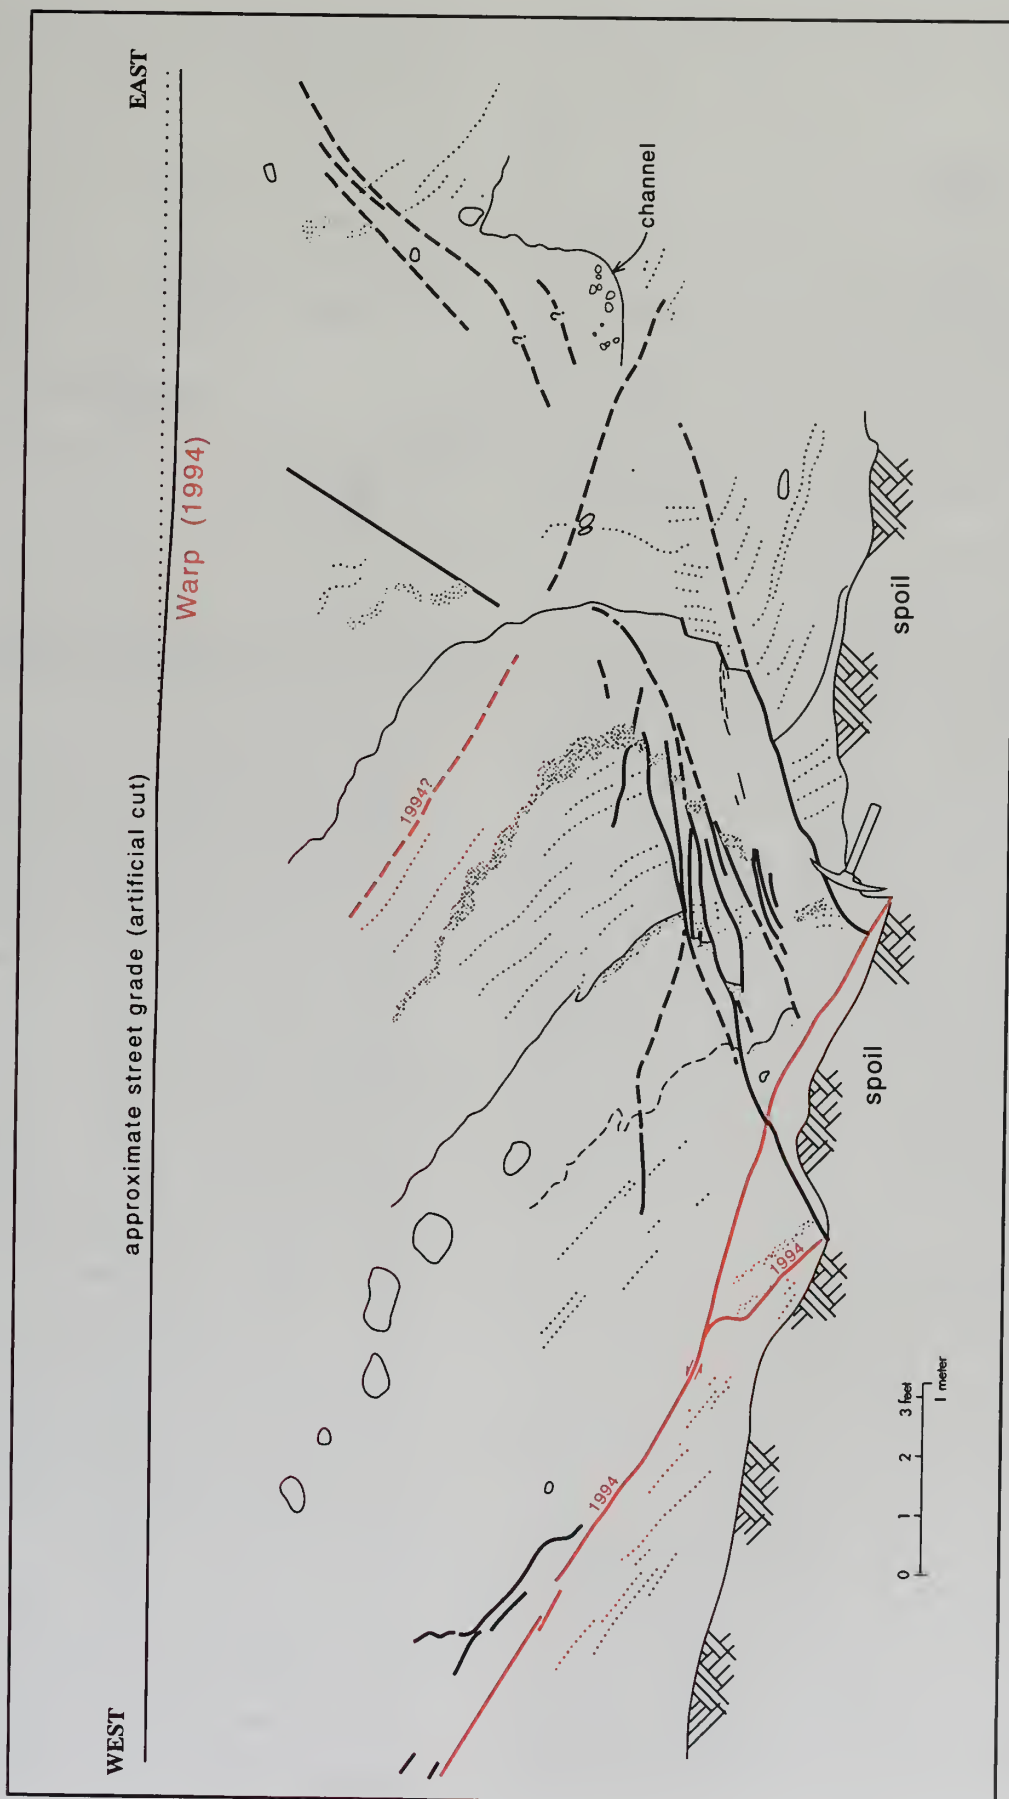 WEST
EAST
approximate street grade (artificial cut)
Warp (1994)
1994?
channel
?
?
1994
1994
spoil
spoil
0 1 2 3 feet
1 meter